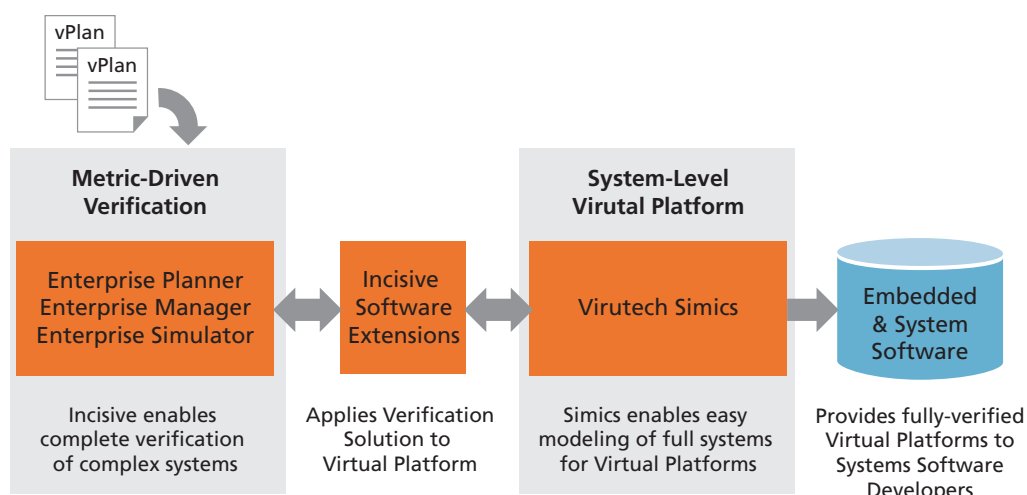 vPlan
vPlan
Metric-Driven
Verification
Enterprise Planner
Enterprise Manager
Enterprise Simulator
Incisive enables
complete verification
of complex systems
Incisive
Software
Extensions
Applies Verification
Solution to
Virtual Platform
System-Level
Virutal Platform
Virutech Simics
Simics enables easy
modeling of full systems
for Virtual Platforms
Embedded
& System
Software
Provides fully-verified
Virtual Platforms to
Systems Software
Developers